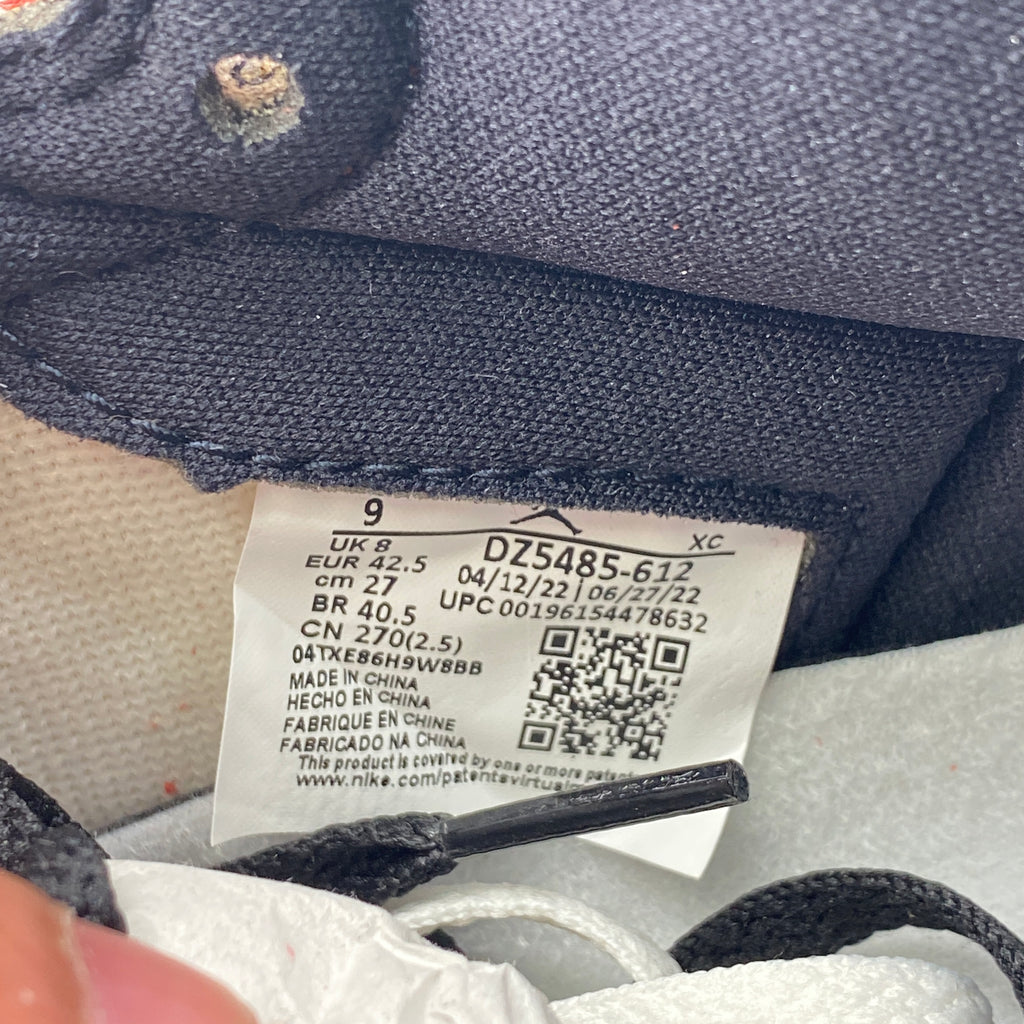 9
XC
UK 8
EUR 42.5
cm 27
BR 40.5
CN 270(2.5)
04TXE86H9W8BB
MADE IN CHINA
HECHO EN CHINA
FABRIQUE EN CHINE
FABRICADO NA CHINA
DZ5485-612
04/12/22 | 06/27/22
UPC 00196154478632
This product is covered by one or more
www.nike.com/patents